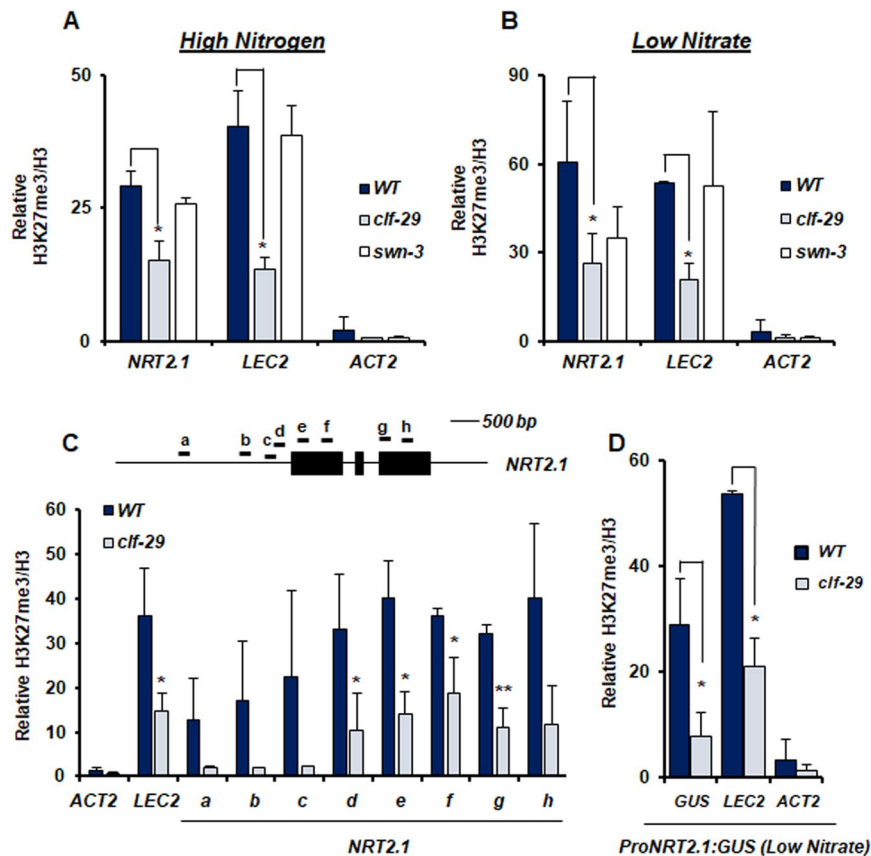 A
High Nitrogen
50
25
0
Relative
H3K27me3/H3
*
*
WT
clf-29
swn-3
NRT2.1 LEC2 ACT2
B
Low Nitrate
90
60
30
0
Relative
H3K27me3/H3
*
*
WT
clf-29
swn-3
NRT2.1 LEC2 ACT2
C
a b c d e f g h
500 bp
NRT2.1
60
50
40
30
20
10
0
Relative H3K27me3/H3
WT
clf-29
*
*
*
*
**
ACT2 LEC2 a b c d e f g h
NRT2.1
D
60
40
20
0
Relative H3K27me3/H3
*
*
WT
clf-29
GUS LEC2 ACT2
ProNRT2.1:GUS (Low Nitrate)